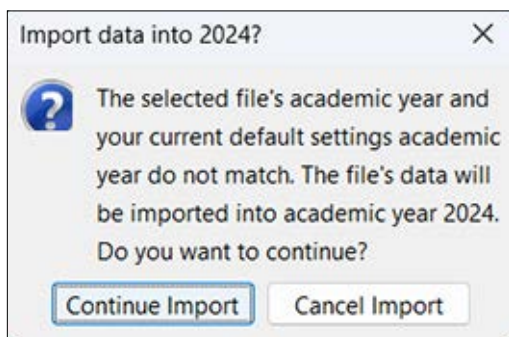 Import data into 2024?
The selected file's academic year and
your current default settings academic
year do not match. The file's data will
be imported into academic year 2024.
Do you want to continue?
Continue Import Cancel Import